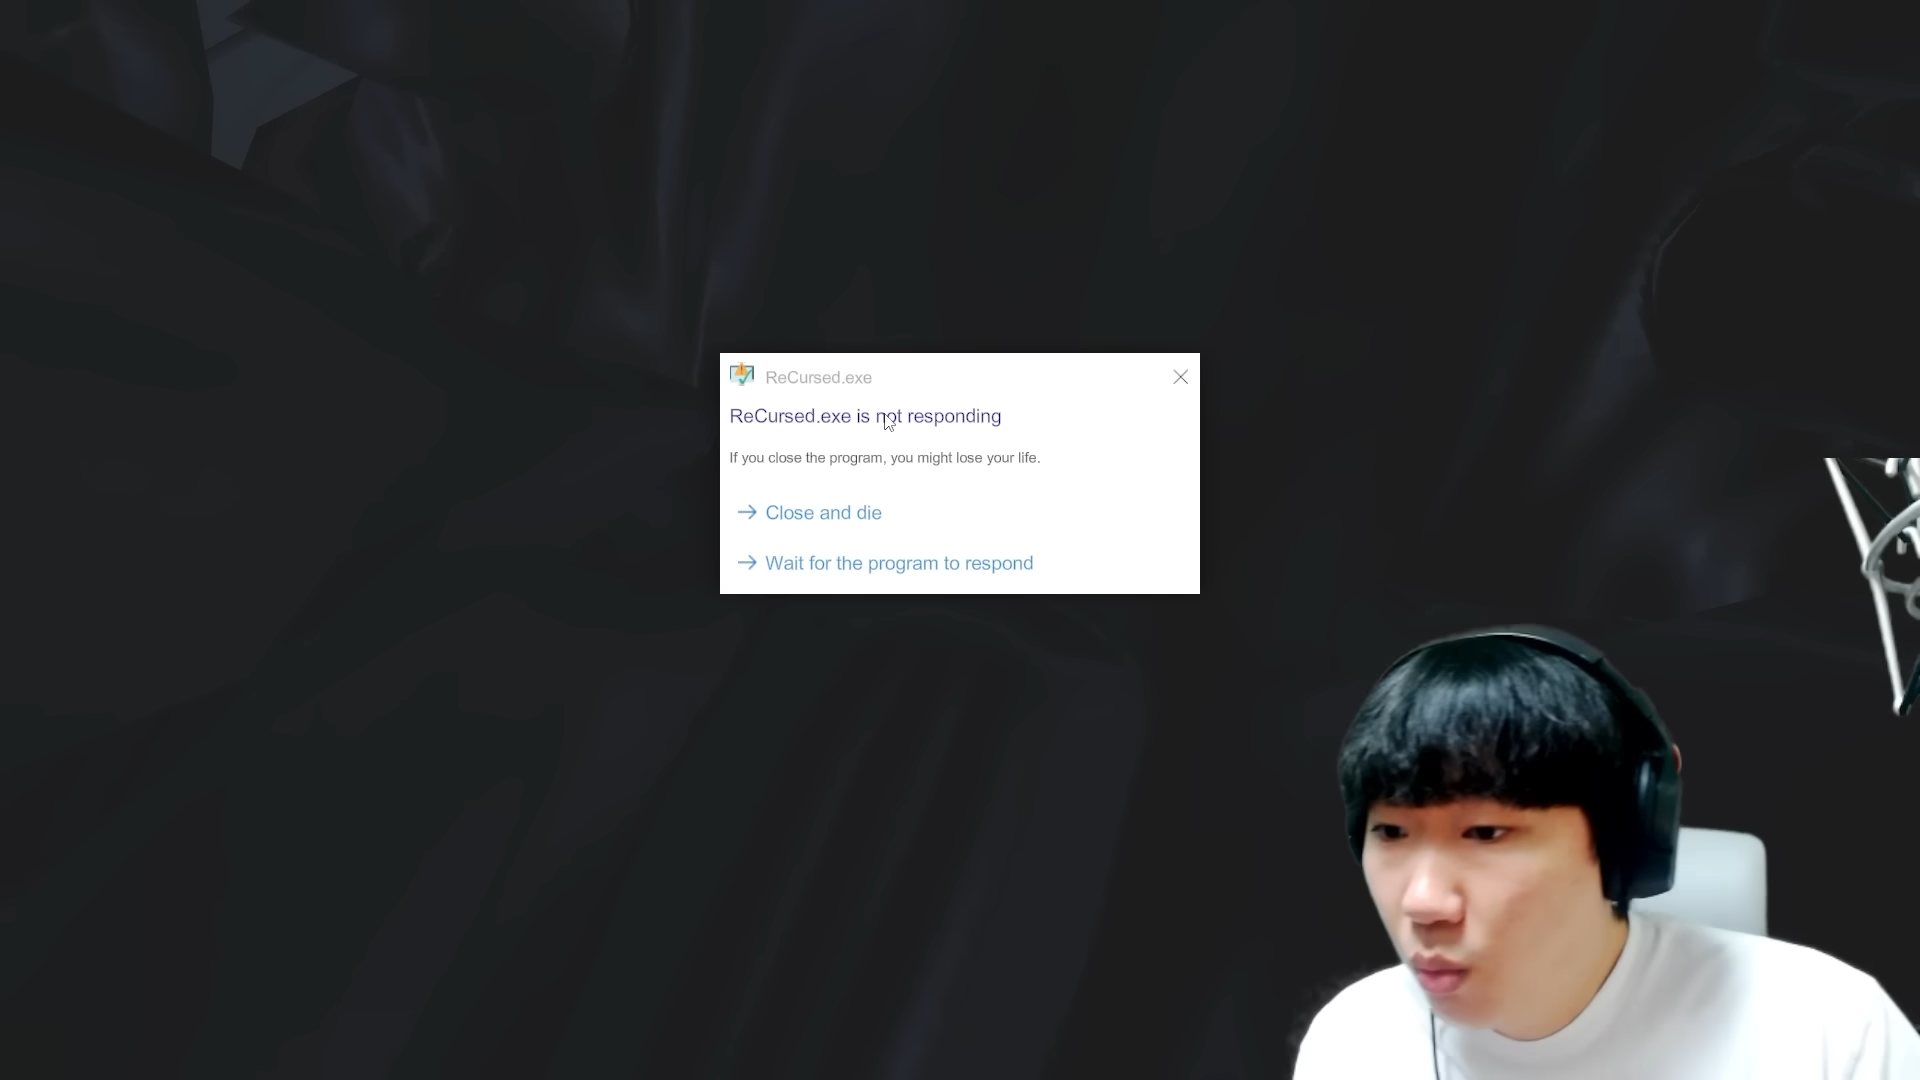 ReCursed.exe
ReCursed.exe is not responding
If you close the program, you might lose your life.
Close and die
Wait for the program to respond